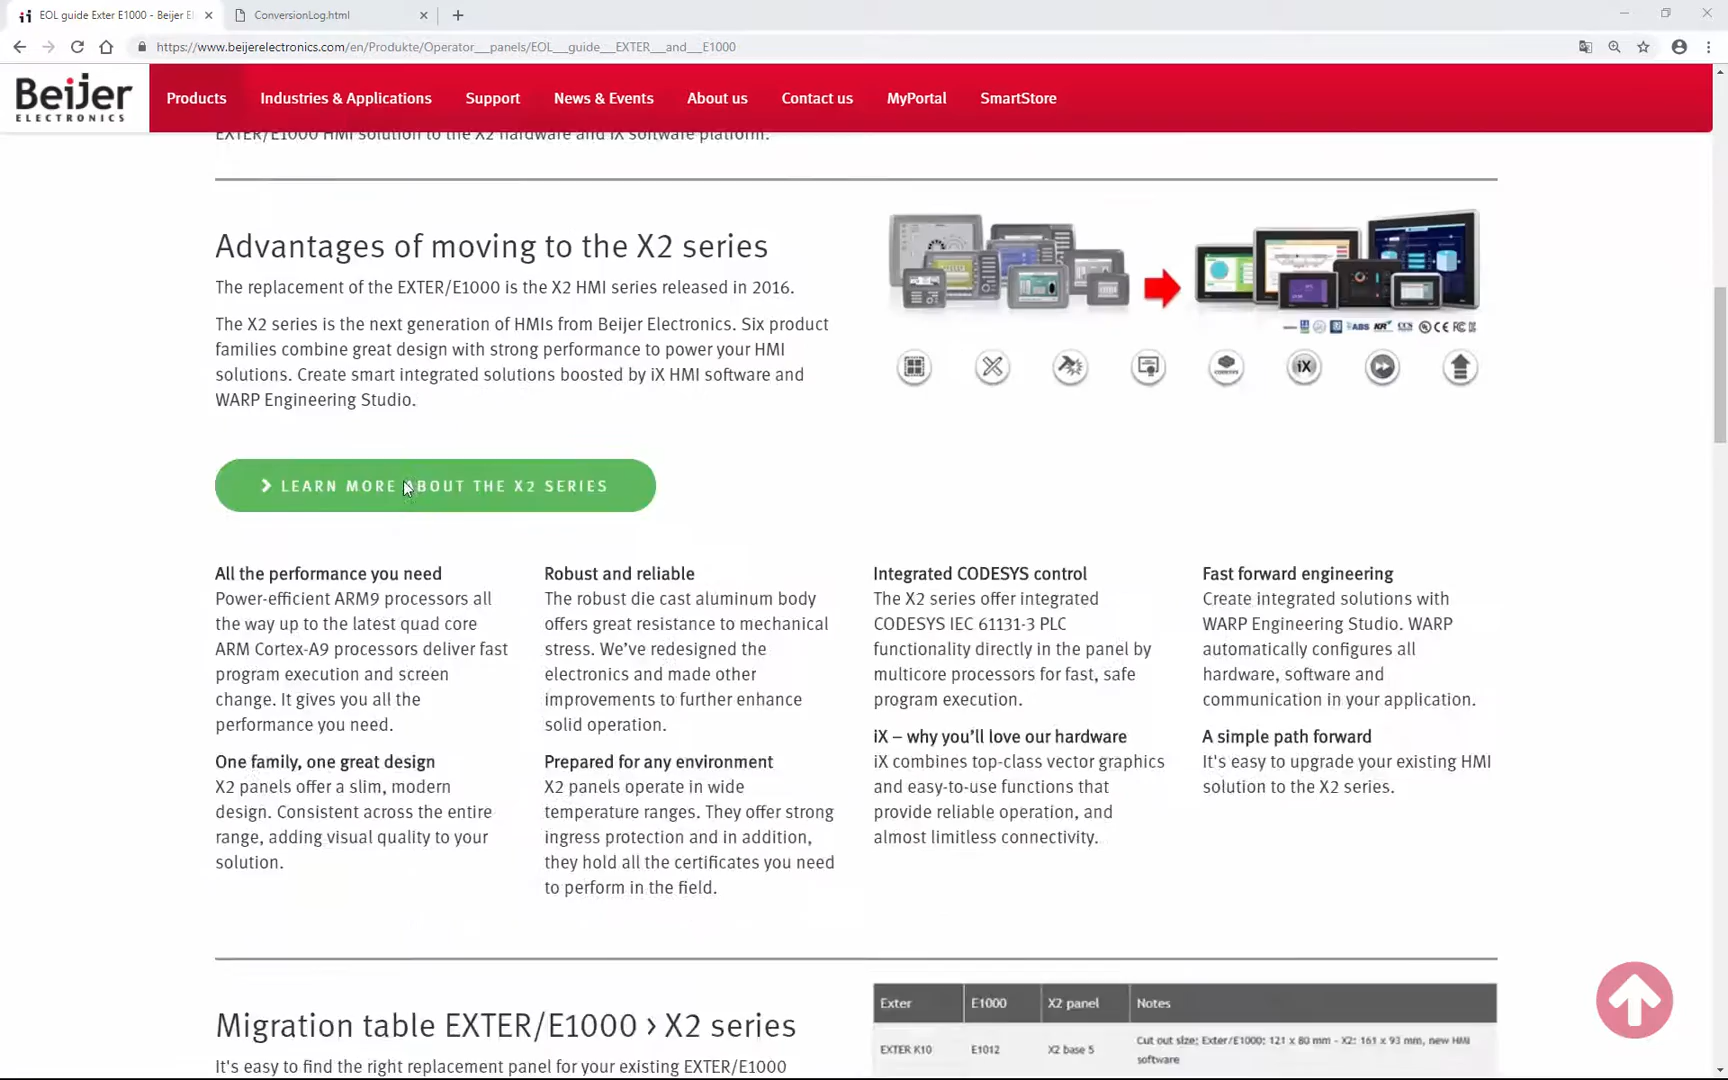 EOL guide Exter E1000 - Beijer El
ConversionLog.html
https://www.beijerelectronics.com/en/Produkte/Operator__panels/EOL__guide__EXTER__and__E1000
BeiJer
ELECTRONICS
Products
Industries & Applications
Support
News & Events
About us
Contact us
MyPortal
SmartStore
EXTER/E1000 HMI solution to the X2 hardware and iX software platform.
Advantages of moving to the X2 series
The replacement of the EXTER/E1000 is the X2 HMI series released in 2016.
The X2 series is the next generation of HMIs from Beijer Electronics. Six product
families combine great design with strong performance to power your HMI
solutions. Create smart integrated solutions boosted by iX HMI software and
WARP Engineering Studio.
ABS
CE FC
CODESYS
iX
LEARN MORE ABOUT THE X2 SERIES
All the performance you need
Power-efficient ARM9 processors all
the way up to the latest quad core
ARM Cortex-A9 processors deliver fast
program execution and screen
change. It gives you all the
performance you need.
One family, one great design
X2 panels offer a slim, modern
design. Consistent across the entire
range, adding visual quality to your
solution.
Robust and reliable
The robust die cast aluminum body
offers great resistance to mechanical
stress. We've redesigned the
electronics and made other
improvements to further enhance
solid operation.
Prepared for any environment
X2 panels operate in wide
temperature ranges. They offer strong
ingress protection and in addition,
they hold all the certificates you need
to perform in the field.
Integrated CODESYS control
The X2 series offer integrated
CODESYS IEC 61131-3 PLC
functionality directly in the panel by
multicore processors for fast, safe
program execution.
iX – why you'll love our hardware
iX combines top-class vector graphics
and easy-to-use functions that
provide reliable operation, and
almost limitless connectivity.
Fast forward engineering
Create integrated solutions with
WARP Engineering Studio. WARP
automatically configures all
hardware, software and
communication in your application.
A simple path forward
It's easy to upgrade your existing HMI
solution to the X2 series.
Migration table EXTER/E1000 > X2 series
It's easy to find the right replacement panel for your existing EXTER/E1000
Exter E1000 X2 panel Notes
EXTER K10 E1012 X2 base 5 Cut out size; Exter/E1000: 121 x 80 mm - X2: 161 x 93 mm, new HMI
software